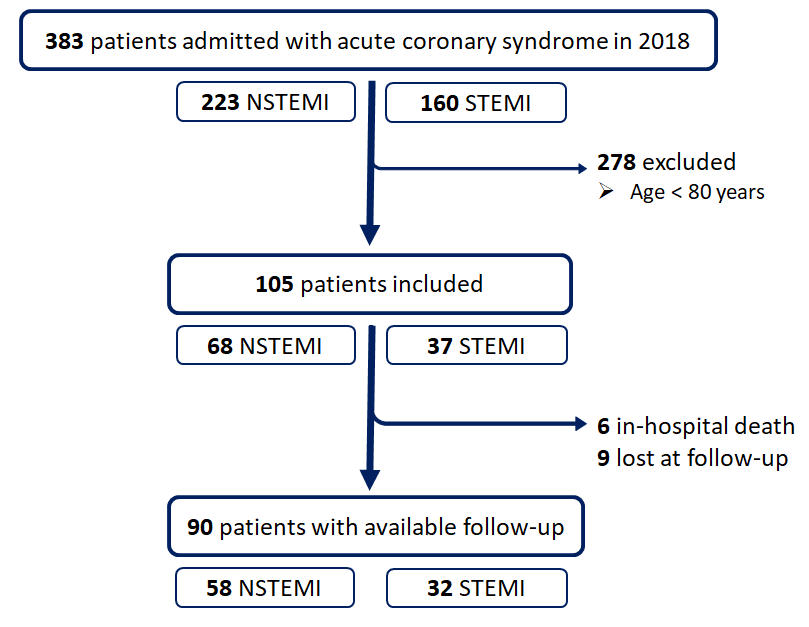 383 patients admitted with acute coronary syndrome in 2018
223 NSTEMI
160 STEMI
278 excluded
➢ Age < 80 years
105 patients included
68 NSTEMI
37 STEMI
6 in-hospital death
9 lost at follow-up
90 patients with available follow-up
58 NSTEMI
32 STEMI